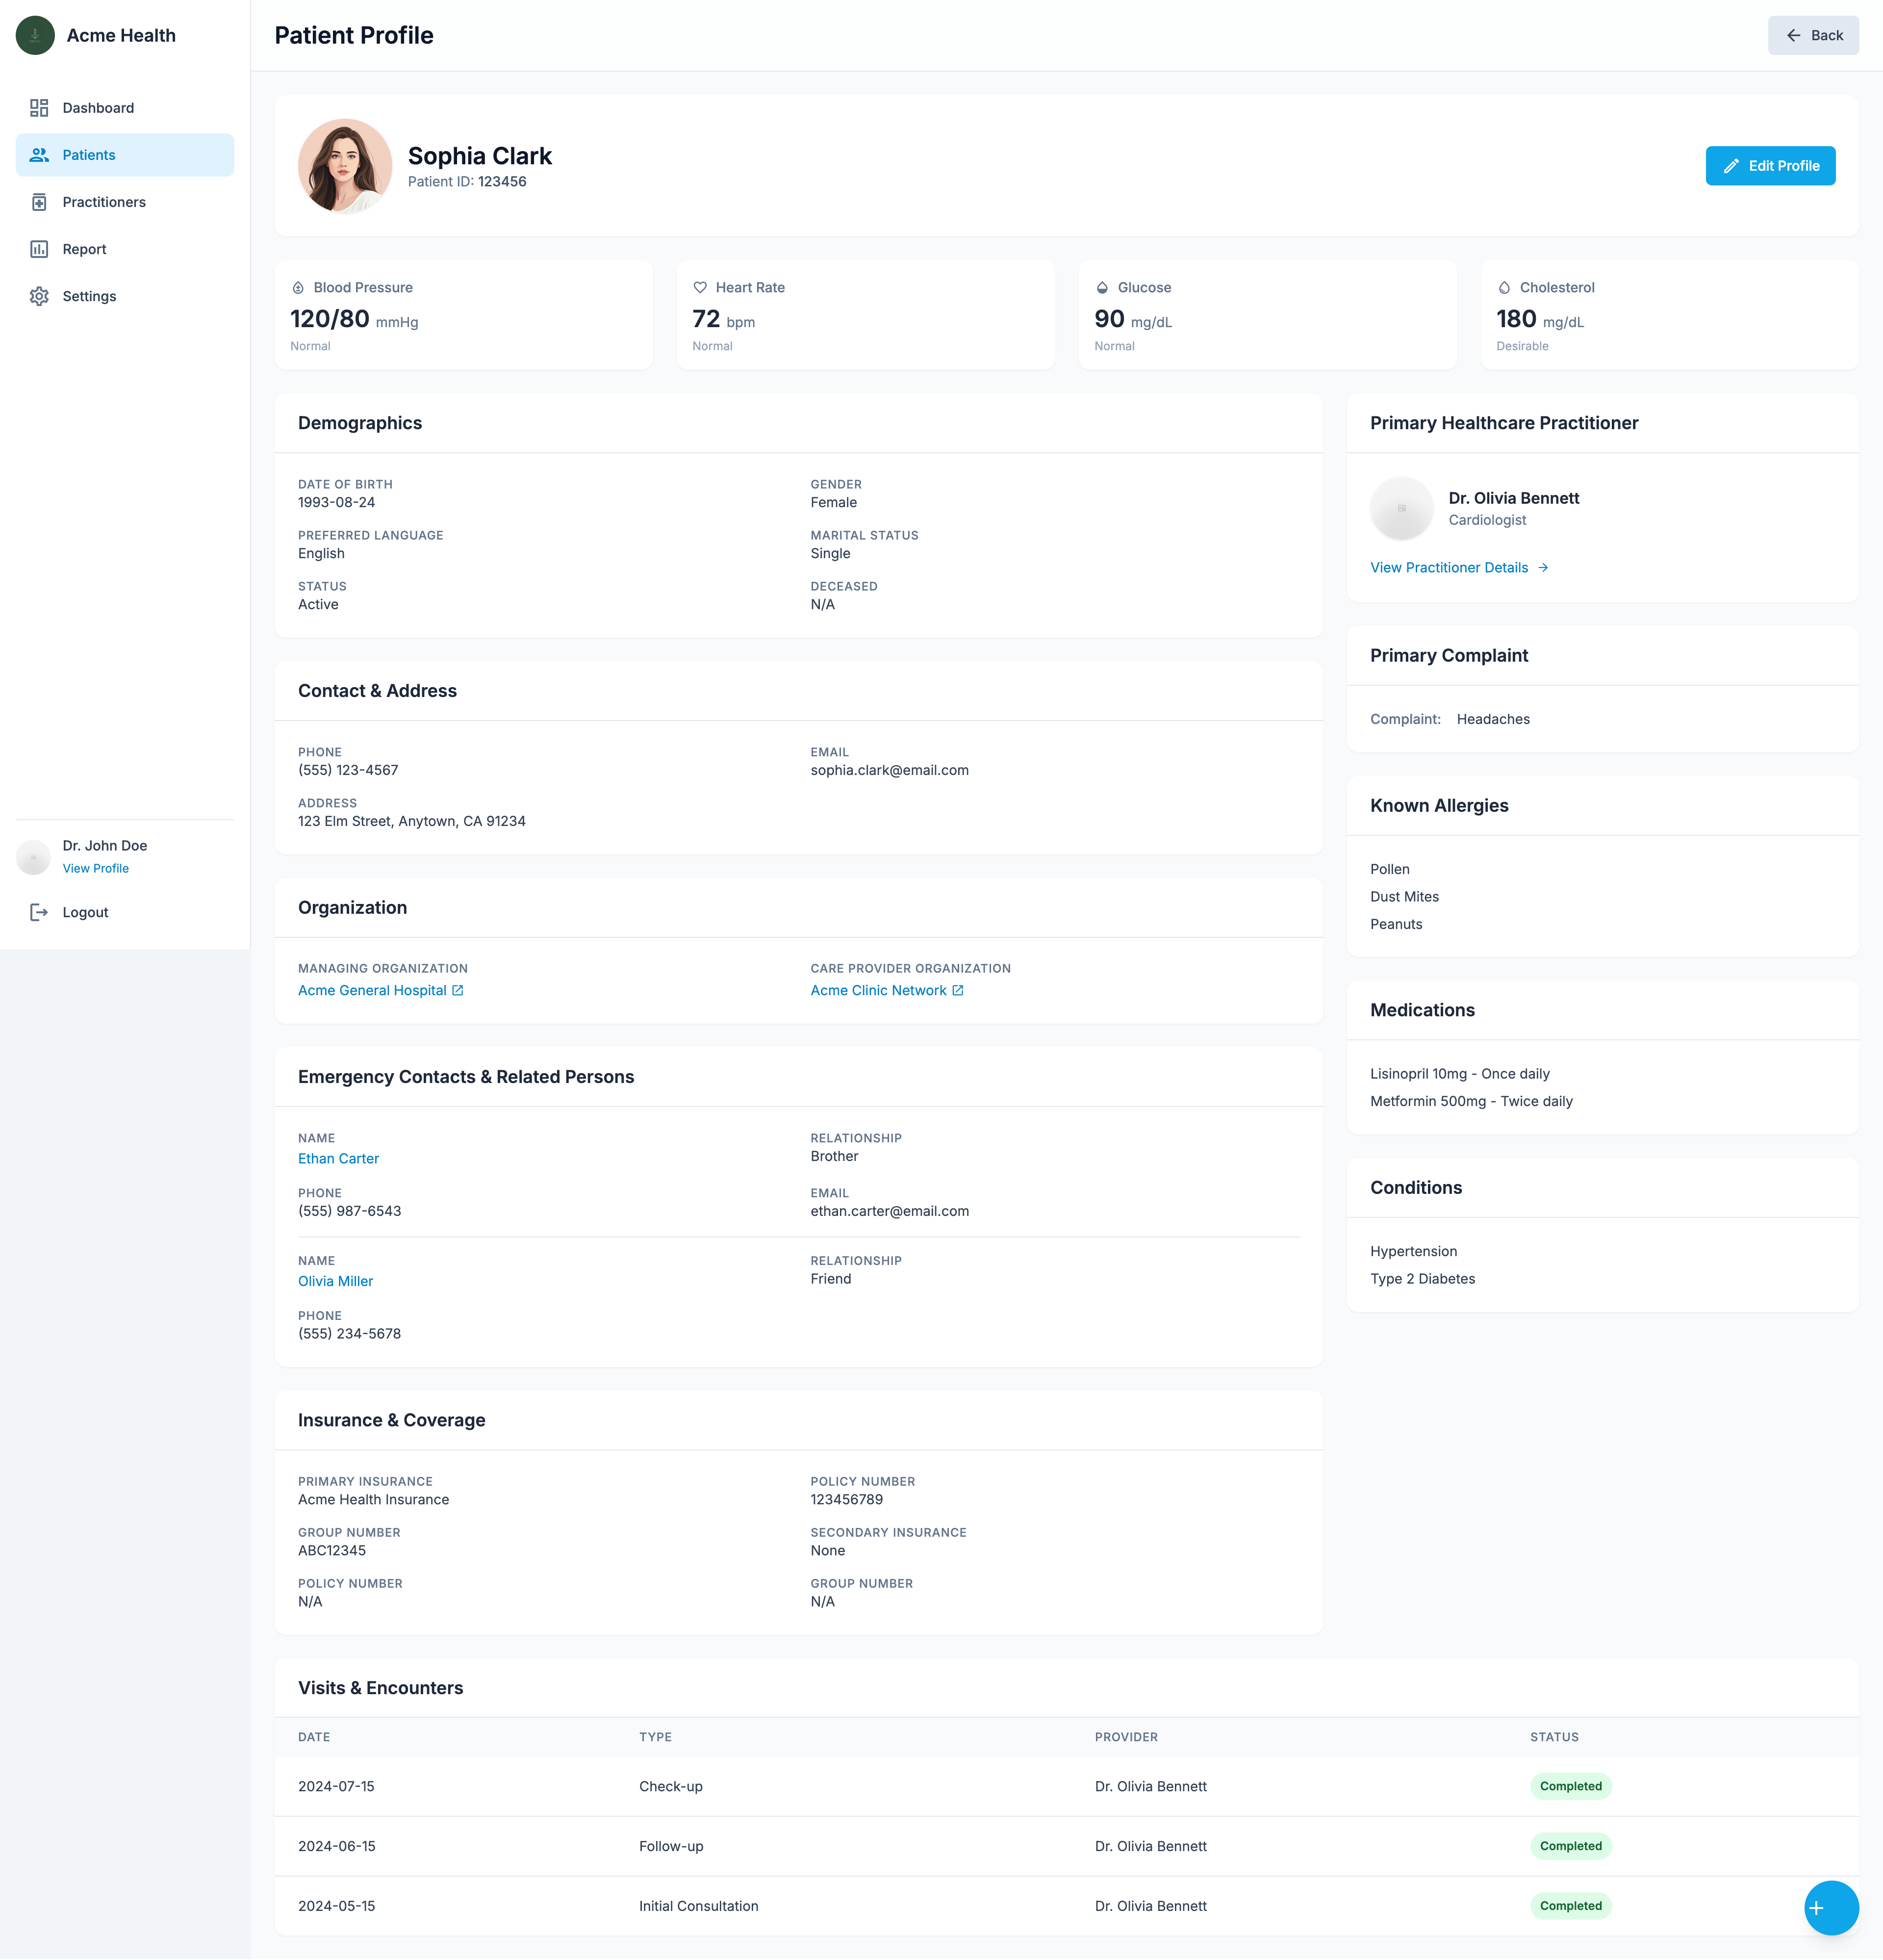 Acme Health
Dashboard
Patients
Practitioners
Report
Settings
Dr. John Doe
View Profile
Logout
Patient Profile
Back
Sophia Clark
Patient ID: 123456
Edit Profile
Blood Pressure
120/80 mmHg
Normal
Heart Rate
72 bpm
Normal
Glucose
90 mg/dL
Normal
Cholesterol
180 mg/dL
Desirable
Demographics
DATE OF BIRTH
1993-08-24
GENDER
Female
PREFERRED LANGUAGE
English
MARITAL STATUS
Single
STATUS
Active
DECEASED
N/A
Contact & Address
PHONE
(555) 123-4567
EMAIL
sophia.clark@email.com
ADDRESS
123 Elm Street, Anytown, CA 91234
Organization
MANAGING ORGANIZATION
Acme General Hospital
CARE PROVIDER ORGANIZATION
Acme Clinic Network
Emergency Contacts & Related Persons
NAME
Ethan Carter
RELATIONSHIP
Brother
PHONE
(555) 987-6543
EMAIL
ethan.carter@email.com
NAME
Olivia Miller
RELATIONSHIP
Friend
PHONE
(555) 234-5678
Insurance & Coverage
PRIMARY INSURANCE
Acme Health Insurance
POLICY NUMBER
123456789
GROUP NUMBER
ABC12345
SECONDARY INSURANCE
None
POLICY NUMBER
N/A
GROUP NUMBER
N/A
Primary Healthcare Practitioner
Dr. Olivia Bennett
Cardiologist
View Practitioner Details
Primary Complaint
Complaint: Headaches
Known Allergies
Pollen
Dust Mites
Peanuts
Medications
Lisinopril 10mg - Once daily
Metformin 500mg - Twice daily
Conditions
Hypertension
Type 2 Diabetes
Visits & Encounters
DATE TYPE PROVIDER STATUS
2024-07-15 Check-up Dr. Olivia Bennett Completed
2024-06-15 Follow-up Dr. Olivia Bennett Completed
2024-05-15 Initial Consultation Dr. Olivia Bennett Completed